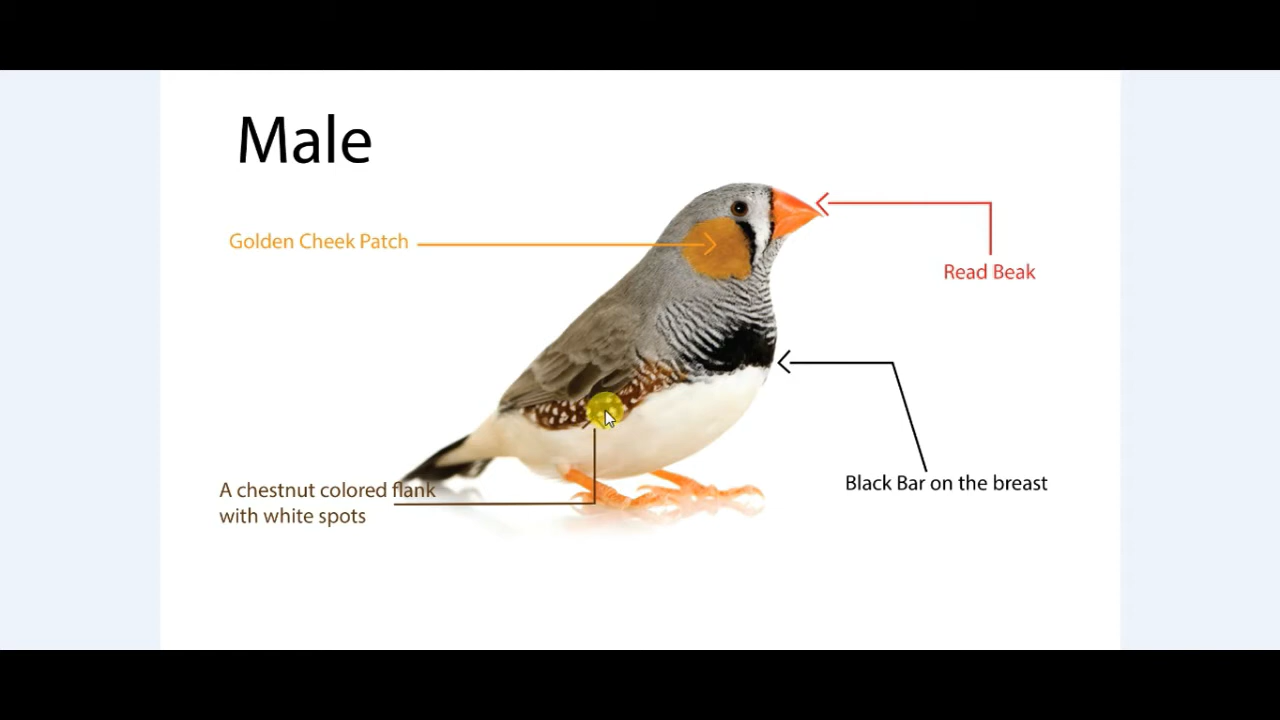 Male
Golden Cheek Patch
Read Beak
Black Bar on the breast
A chestnut colored flank
with white spots